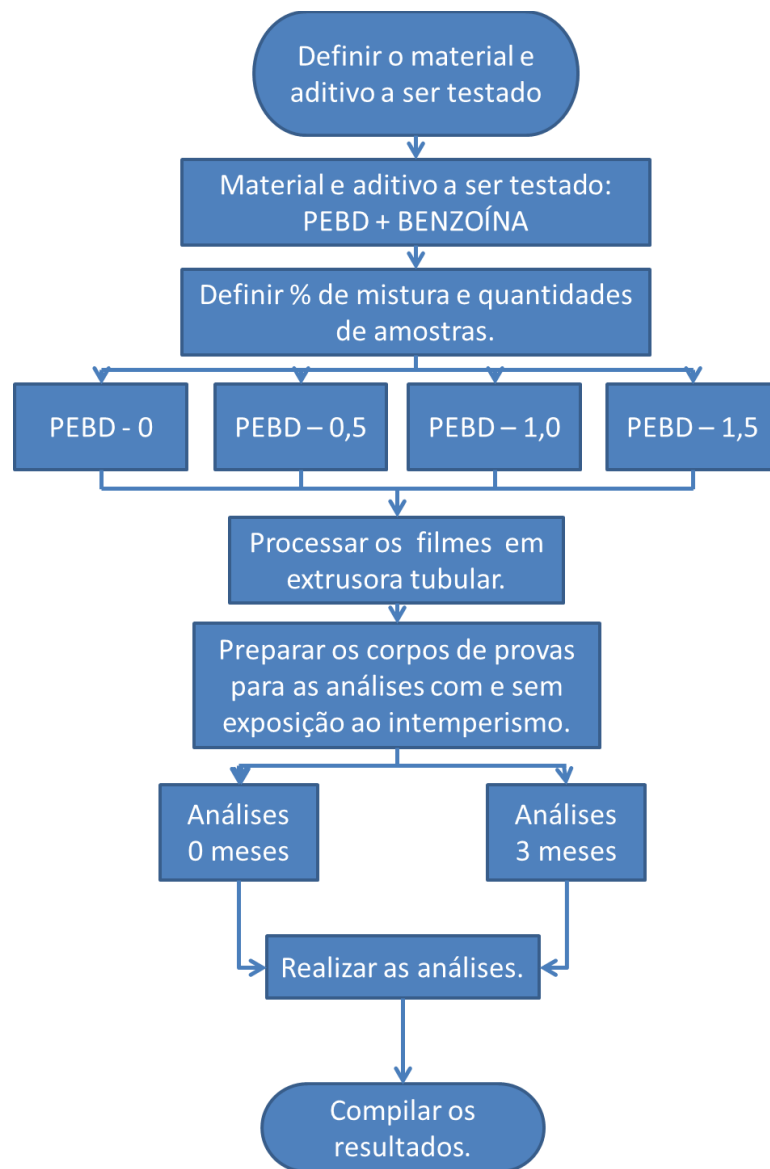 Definir o material e
aditivo a ser testado
Material e aditivo a ser testado:
PEBD + BENZOÍNA
Definir % de mistura e quantidades
de amostras.
PEBD - 0
PEBD – 0,5
PEBD – 1,0
PEBD – 1,5
Processar os filmes em
extrusora tubular.
Preparar os corpos de provas
para as análises com e sem
exposição ao intemperismo.
Análises
0 meses
Análises
3 meses
Realizar as análises.
Compilar os
resultados.